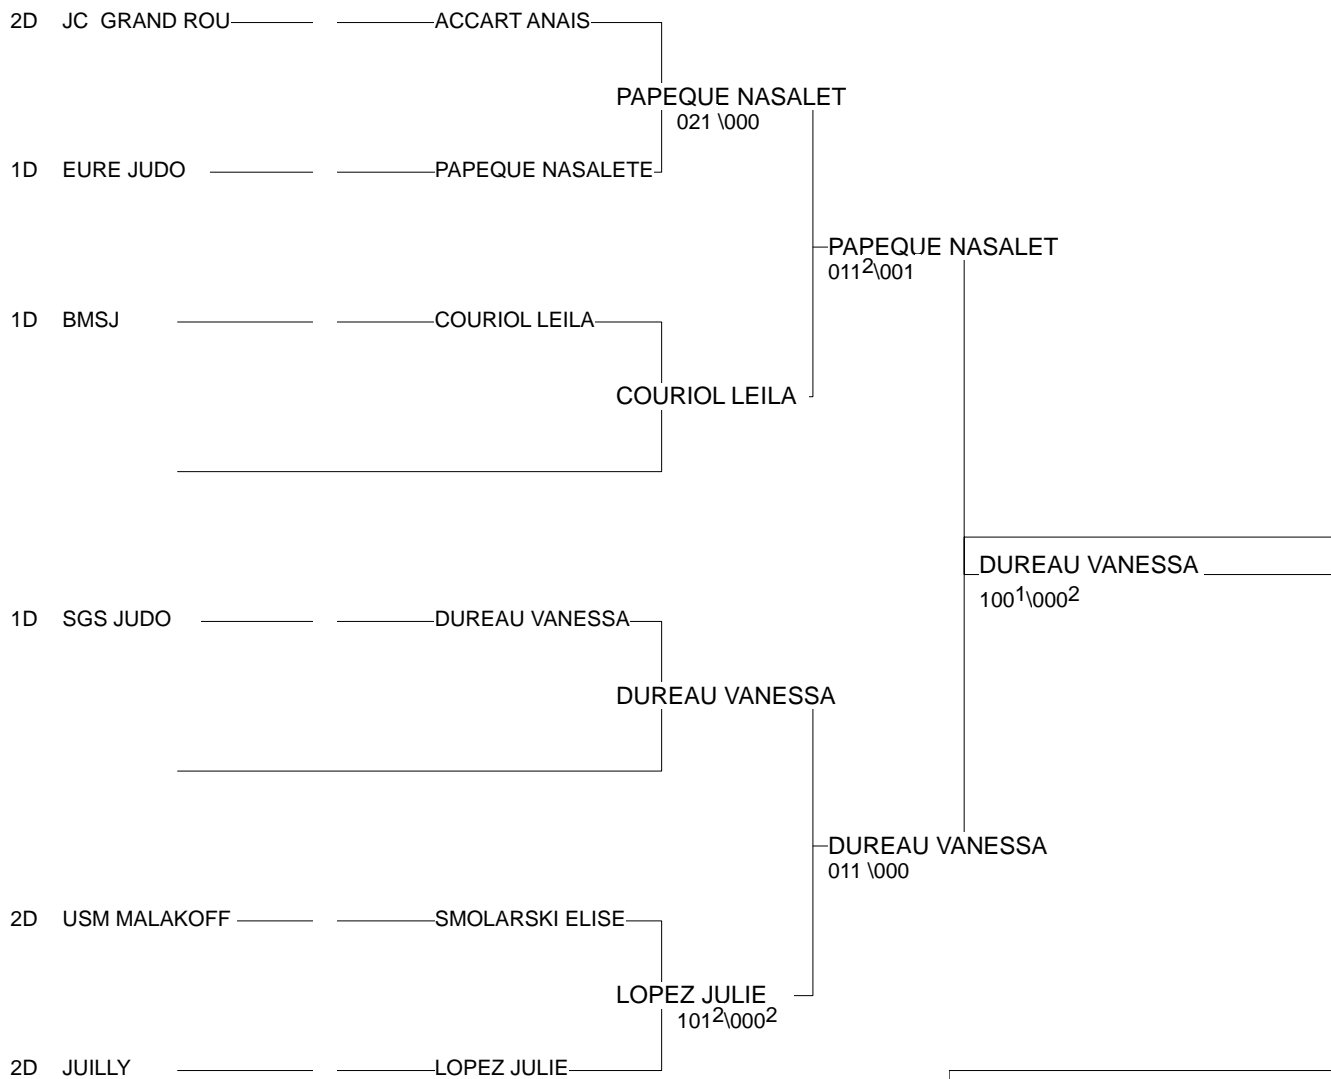 2D JC GRAND ROU ACCART ANAIS
PAPEQUE NASALET
021 \000
1D EURE JUDO PAPEQUE NASALETE
PAPEQUE NASALET
011²\001
1D BMSJ COURIOL LEILA
COURIOL LEILA
DUREAU VANESSA
100¹\000²
1D SGS JUDO DUREAU VANESSA
DUREAU VANESSA
DUREAU VANESSA
011 \000
2D USM MALAKOFF SMOLARSKI ELISE
LOPEZ JULIE
101²\000²
2D JUILLY LOPEZ JULIE